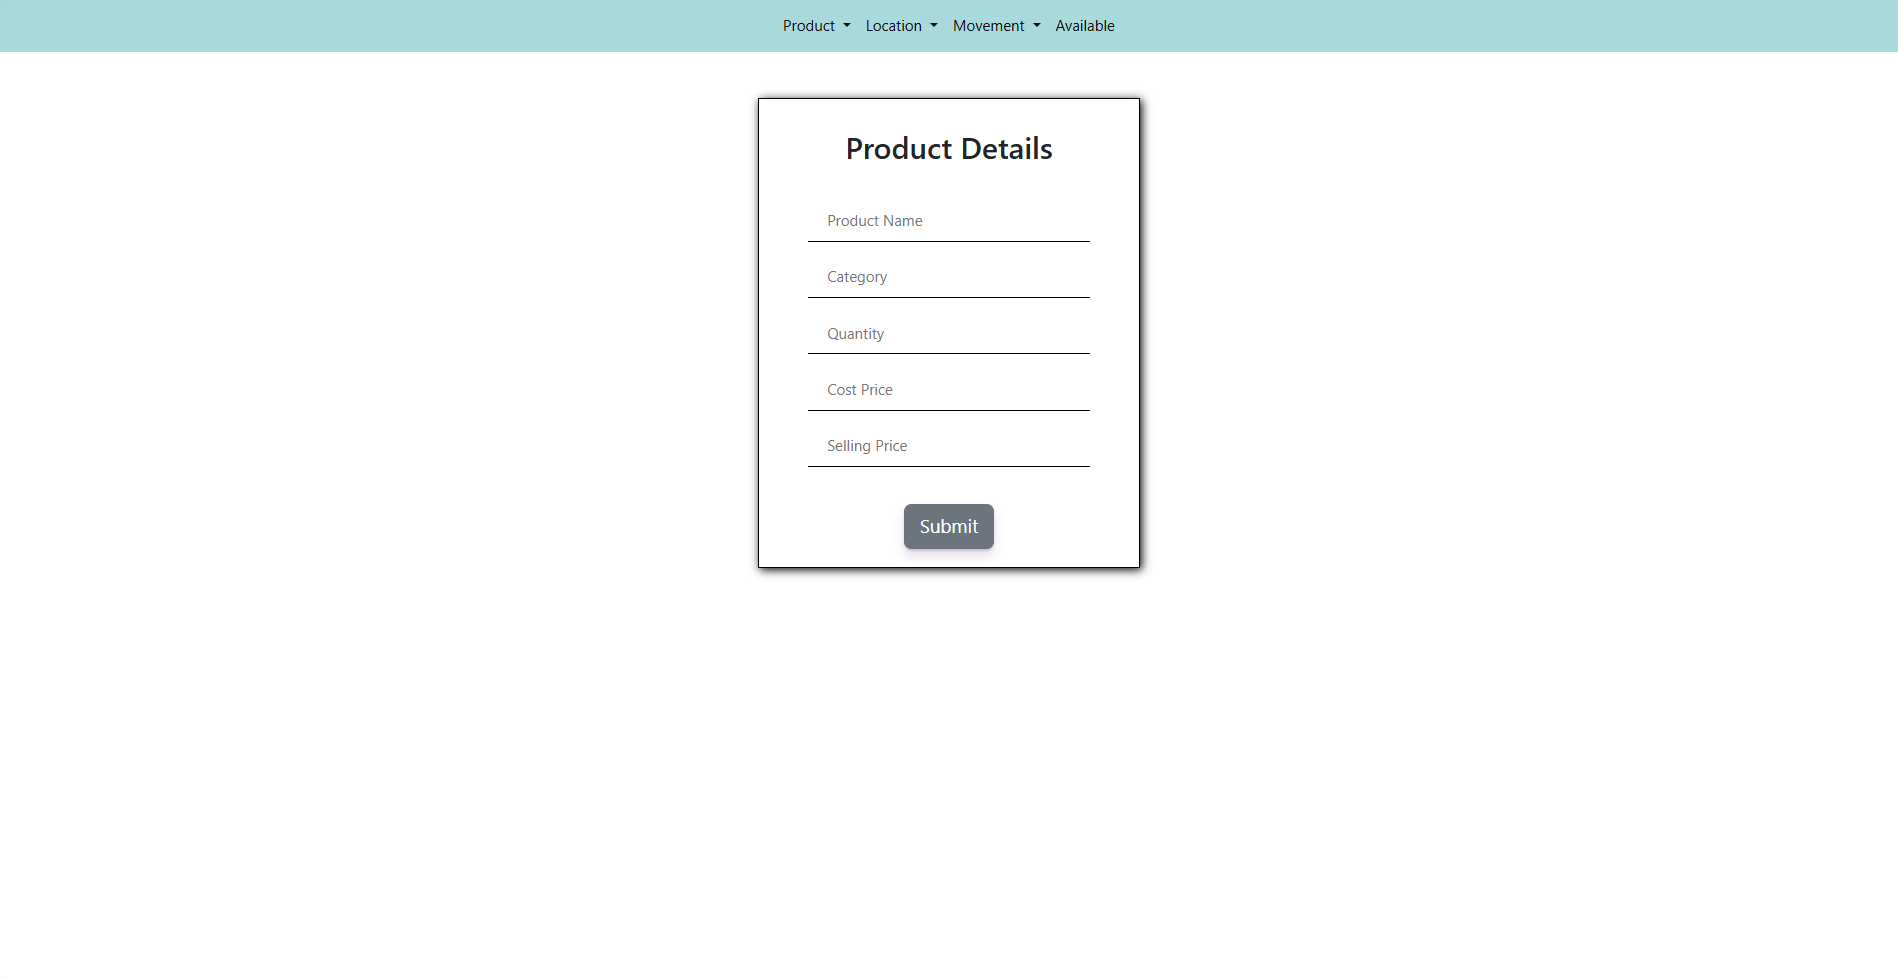 Product Location Movement Available
Product Details
Product Name
Category
Quantity
Cost Price
Selling Price
Submit